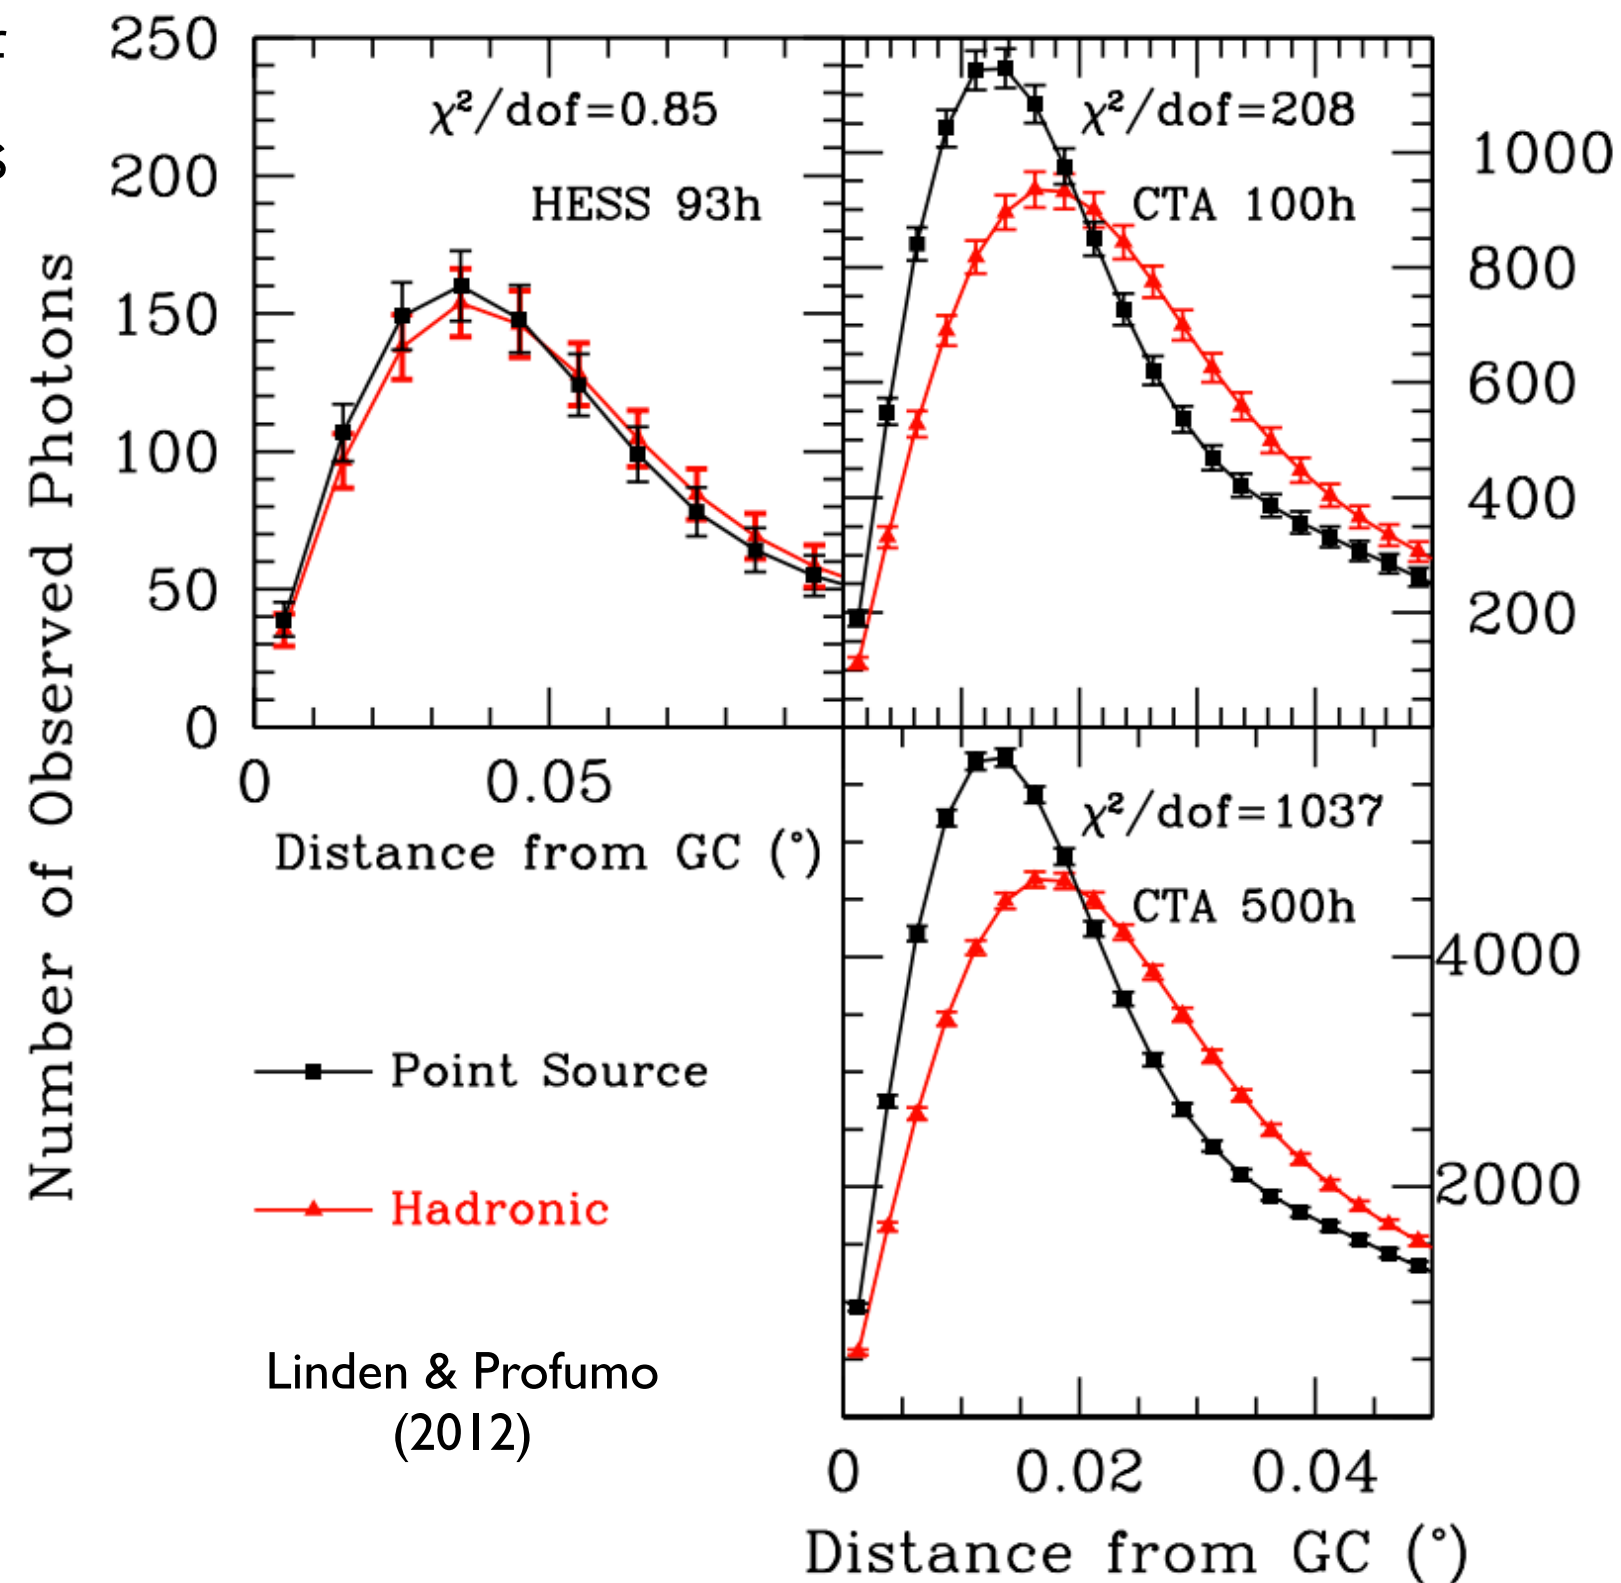 250
200
150
100
50
0
0
0.05
Number of Observed Photons
Distance from GC (°)
χ²/dof=0.85
HESS 93h
χ²/dof=208
CTA 100h
1000
800
600
400
200
χ²/dof=1037
CTA 500h
4000
2000
0
0.02
0.04
Distance from GC (°)
Point Source
Hadronic
Linden & Profumo
(2012)